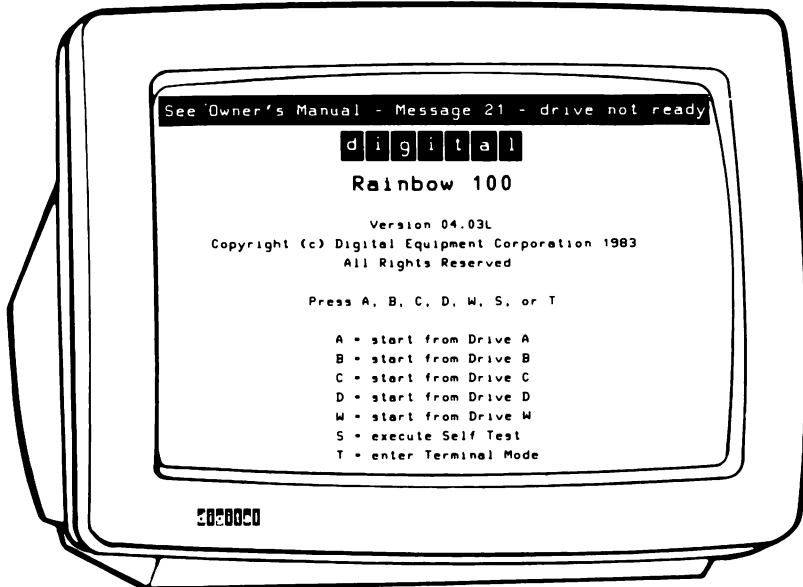 See Owner's Manual - Message 21 - drive not ready
digital
Rainbow 100
Version 04.03L
Copyright (c) Digital Equipment Corporation 1983
All Rights Reserved
Press A, B, C, D, W, S, or T
A - start from Drive A
B - start from Drive B
C - start from Drive C
D - start from Drive D
W - start from Drive W
S - execute Self Test
T - enter Terminal Mode
digital